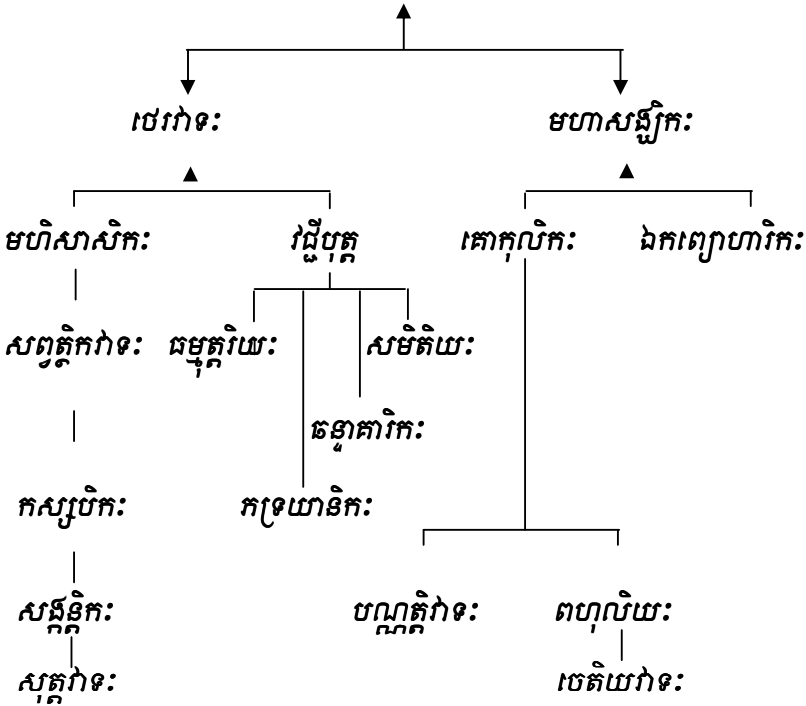 ថេរវាទៈ មហាសង្ឃិកៈ
មហិសាសិកៈ វជ្ជីបុត្ត គោកុលិកៈ ឯកព្យោហារិកៈ
សព្វត្ថិកវាទៈ ធម្មុត្តរិយៈ សមិតិយៈ
ឆន្ទាគារិកៈ
កស្សបិកៈ ភទ្រយានិកៈ
សង្កន្តិកៈ បណ្ណត្តិវាទៈ ពហុលិយៈ
សុត្តវាទៈ ចេតិយវាទៈ